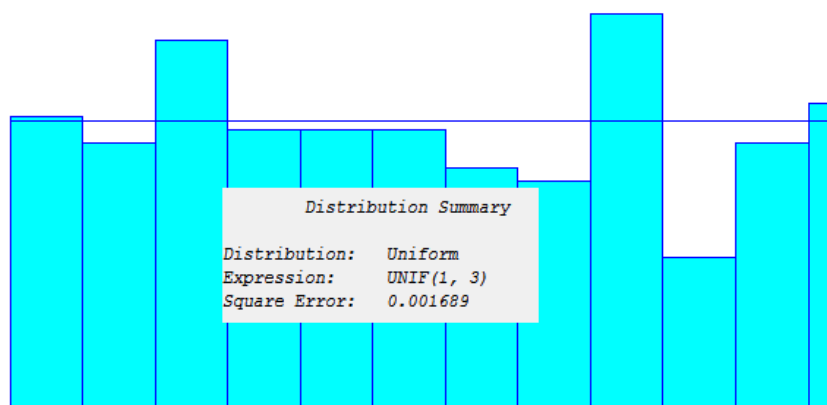 Distribution Summary
Distribution: Uniform
Expression: UNIF(1, 3)
Square Error: 0.001689